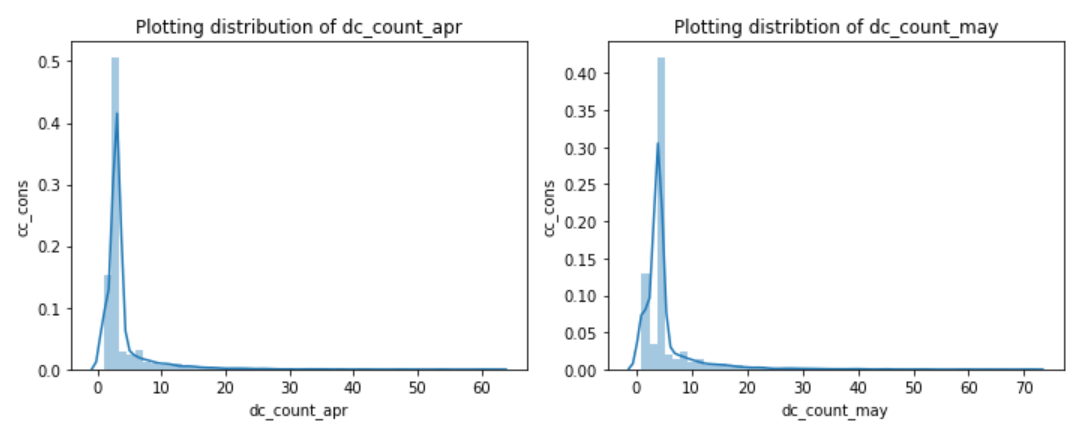 Plotting distribution of dc_count_apr
0.5
0.4
0.3
0.2
0.1
0.0
cc_cons
0 10 20 30 40 50 60
dc_count_apr
Plotting distribtion of dc_count_may
0.40
0.35
0.30
0.25
0.20
0.15
0.10
0.05
0.00
cc_cons
0 10 20 30 40 50 60 70
dc_count_may